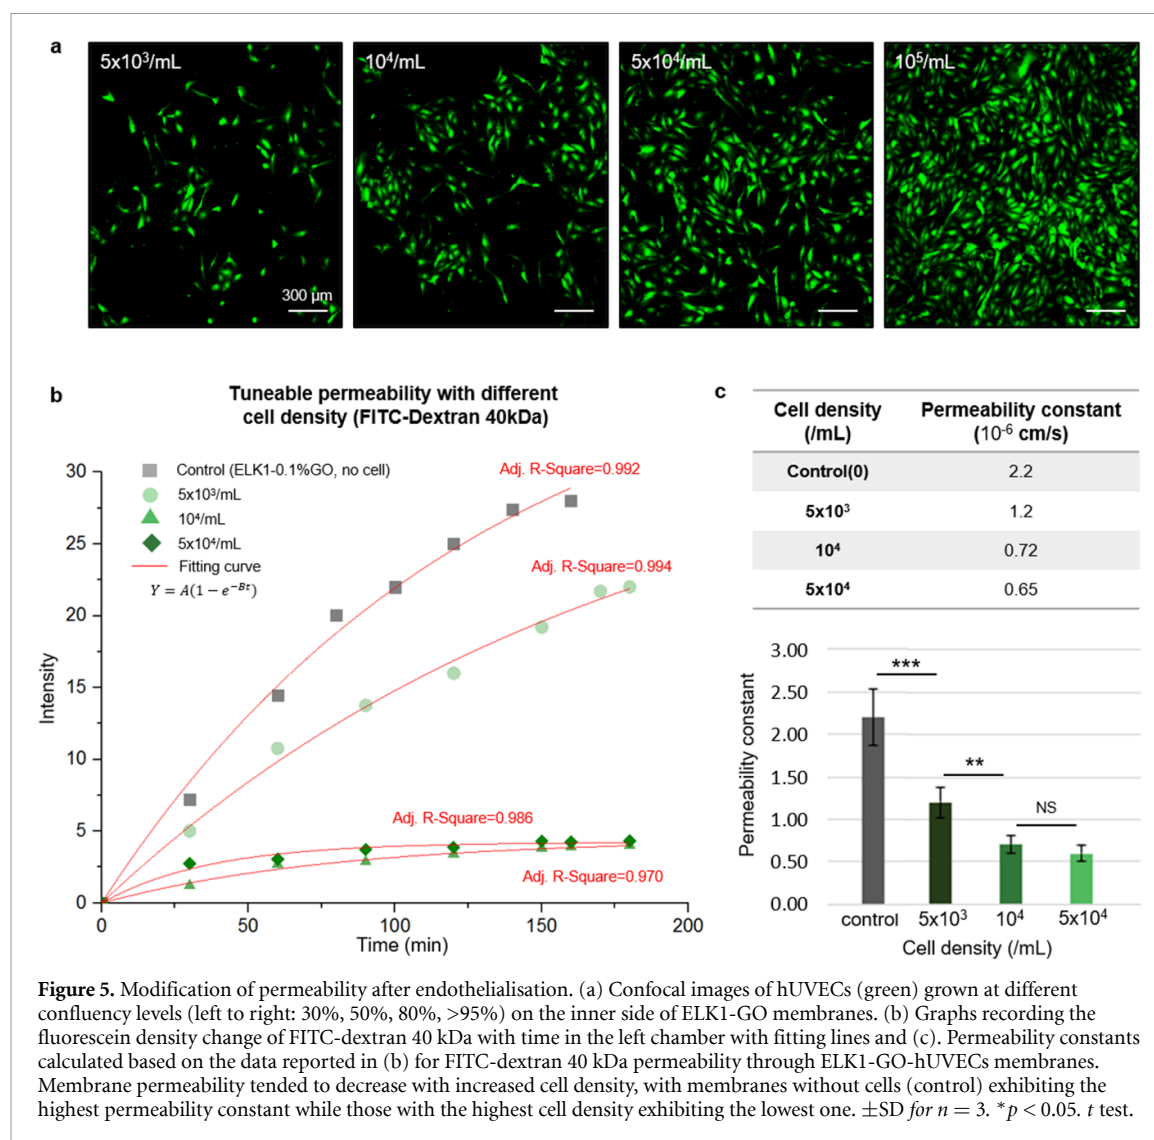 a
5x10³/mL
10⁴/mL
5x10⁴/mL
10⁵/mL
300 µm
b
Tuneable permeability with different
cell density (FITC-Dextran 40kDa)
30
25
20
15
10
5
0
Intensity
Control (ELK1-0.1%GO, no cell)
5x10³/mL
10⁴/mL
5x10⁴/mL
Fitting curve
Y = A(1 − e⁻ᴮᵗ)
Adj. R-Square=0.992
Adj. R-Square=0.994
Adj. R-Square=0.986
Adj. R-Square=0.970
0 50 100 150 200
Time (min)
c
Cell density (/mL) Permeability constant (10⁻⁶ cm/s)
Control(0) 2.2
5x10³ 1.2
10⁴ 0.72
5x10⁴ 0.65
3.00
2.50
2.00
1.50
1.00
0.50
0.00
Permeability constant
***
**
NS
control 5x10³ 10⁴ 5x10⁴
Cell density (/mL)
Figure 5. Modification of permeability after endothelialisation. (a) Confocal images of hUVECs (green) grown at different
confluency levels (left to right: 30%, 50%, 80%, >95%) on the inner side of ELK1-GO membranes. (b) Graphs recording the
fluorescein density change of FITC-dextran 40 kDa with time in the left chamber with fitting lines and (c). Permeability constants
calculated based on the data reported in (b) for FITC-dextran 40 kDa permeability through ELK1-GO-hUVECs membranes.
Membrane permeability tended to decrease with increased cell density, with membranes without cells (control) exhibiting the
highest permeability constant while those with the highest cell density exhibiting the lowest one. ±SD for n = 3. *p < 0.05. t test.